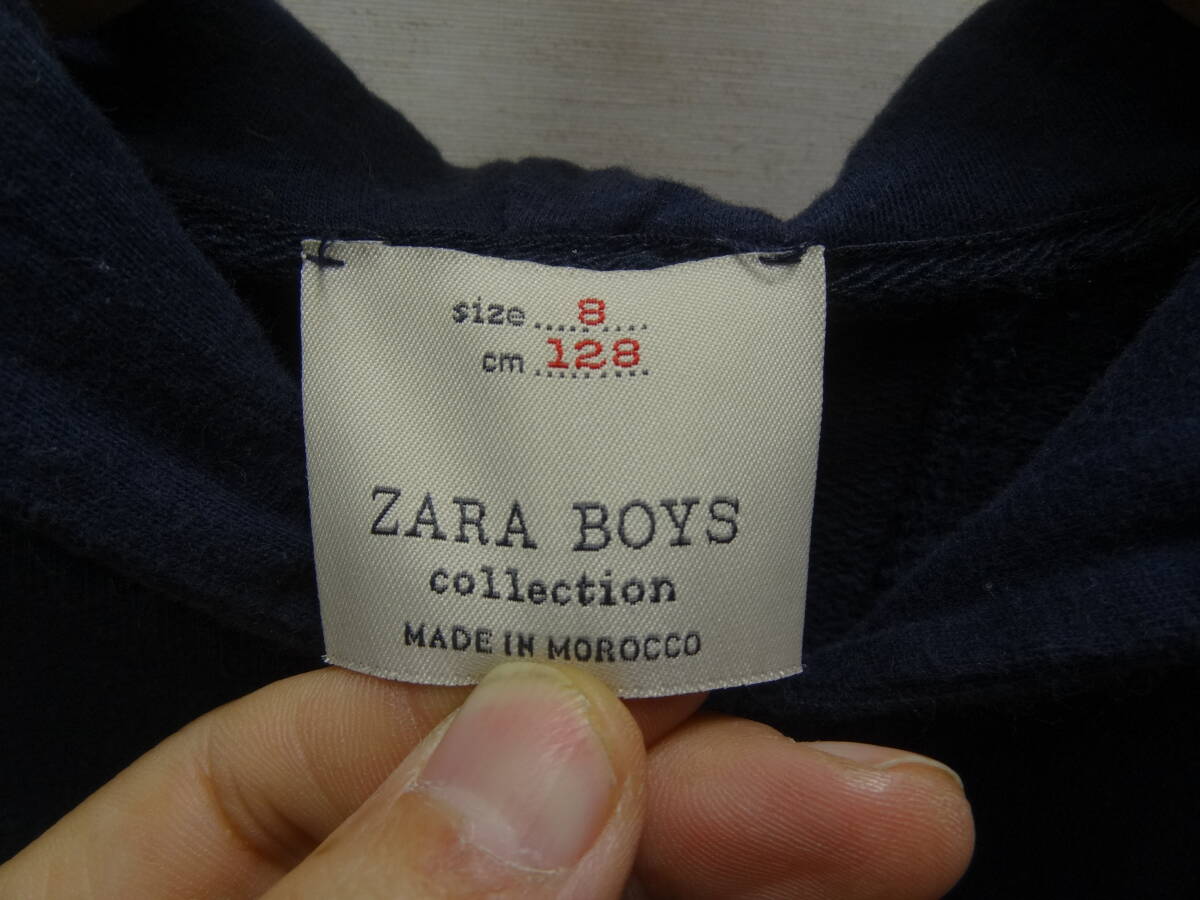 size 8
cm 128
ZARA BOYS
collection
MADE IN MOROCCO